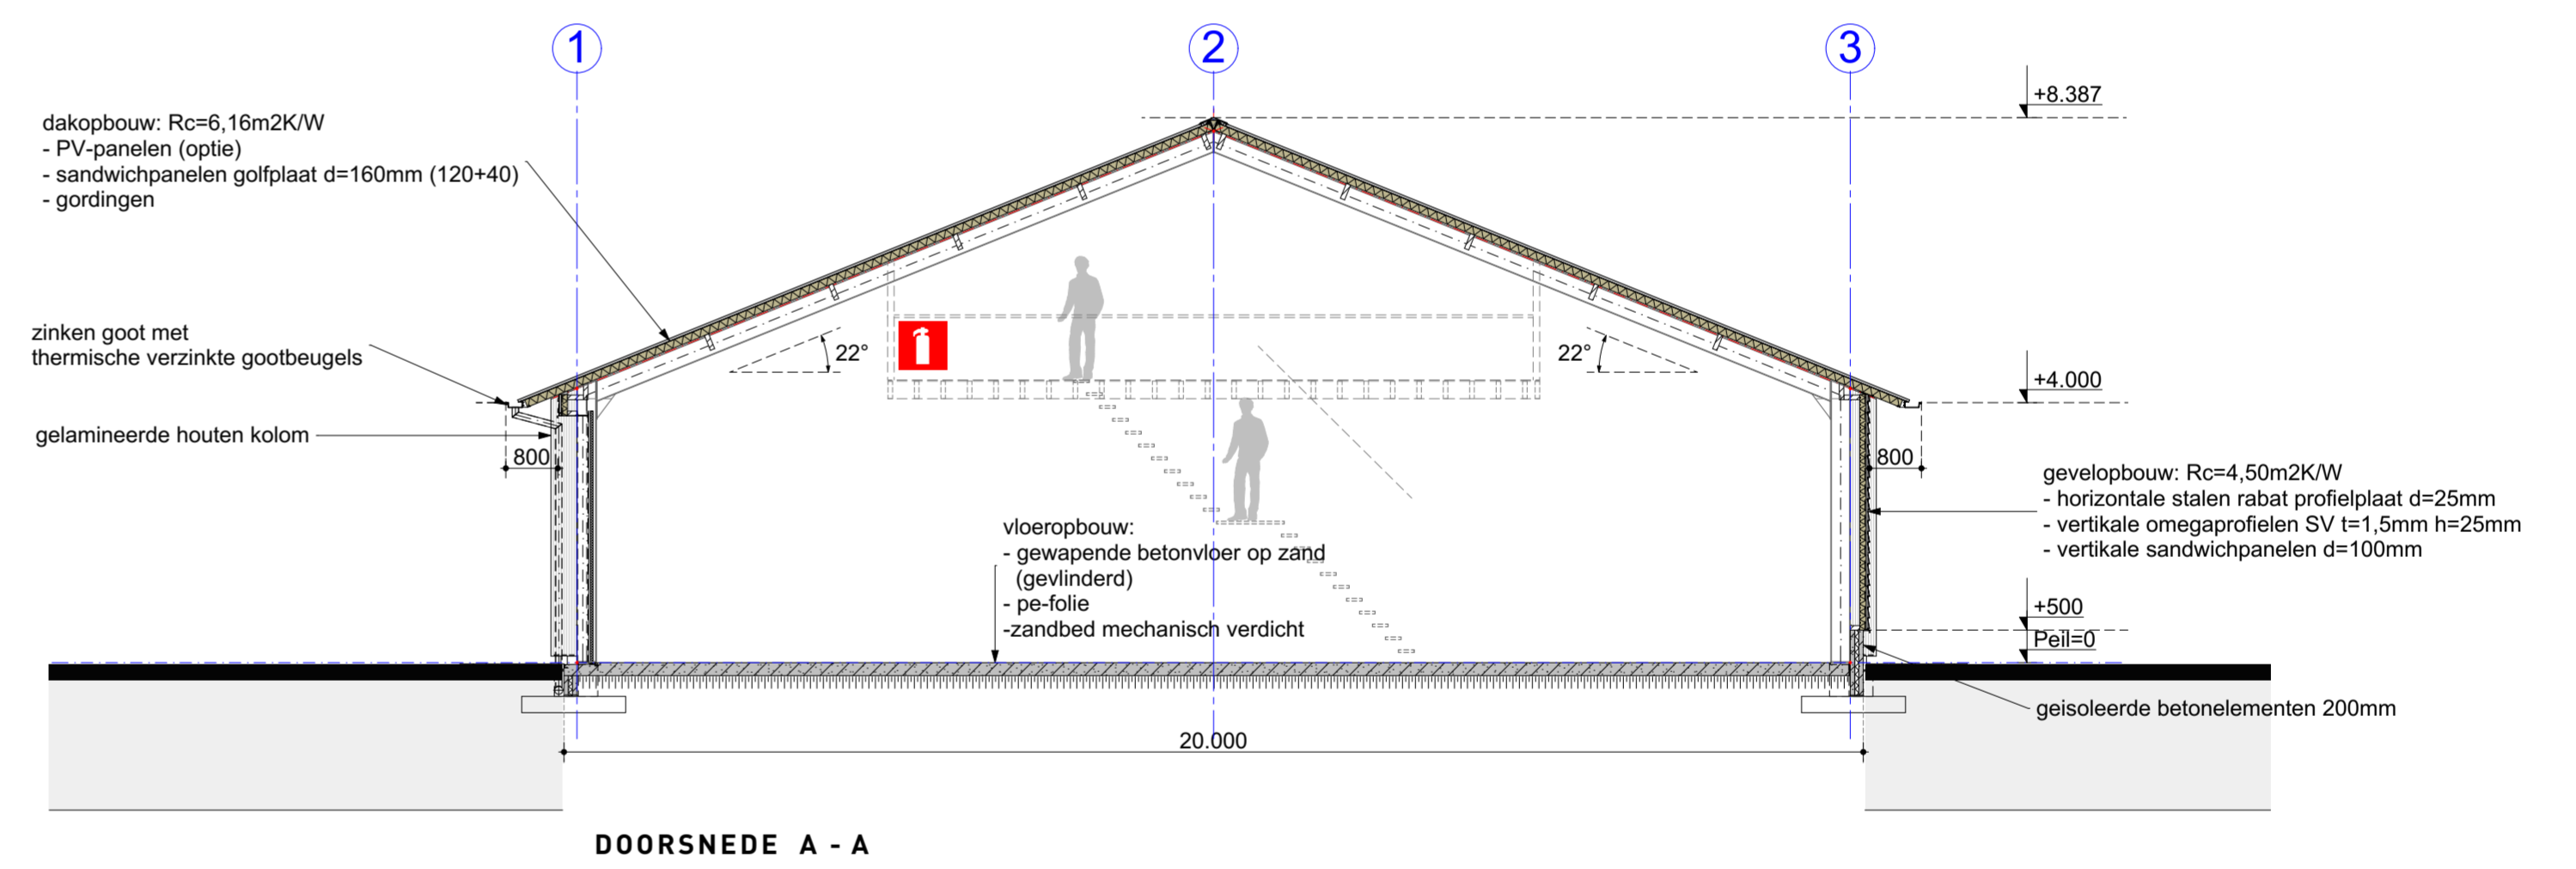 1
2
3
+8.387
dakopbouw: Rc=6,16m2K/W
- PV-panelen (optie)
- sandwichpanelen golfplaat d=160mm (120+40)
- gordingen
zinken goot met
thermische verzinkte gootbeugels
22°
22°
+4.000
gelamineerde houten kolom
800
800
gevelopbouw: Rc=4,50m2K/W
- horizontale stalen rabat profielplaat d=25mm
- vertikale omegaprofielen SV t=1,5mm h=25mm
- vertikale sandwichpanelen d=100mm
vloeropbouw:
- gewapende betonvloer op zand
(gevlinderd)
- pe-folie
-zandbed mechanisch verdicht
+500
Peil=0
geisoleerde betonelementen 200mm
20.000
DOORSNEDE A - A